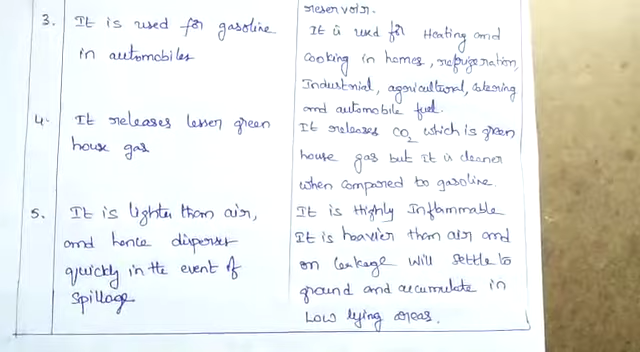 reservoir.
3. It is used for gasoline
in automobiles
It is used for Heating and
cooking in homes, refrigeration,
Industrial, agricultural, catering
and automobile fuel.
4. It releases lesser green
house gas
It releases CO2 which is green
house gas but it is cleaner
when compared to gasoline.
5. It is lighter than air,
and hence disperses
quickly in the event of
spillage
It is Highly Inflammable
It is heavier than air and
on leakage will settle to
ground and accumulate in
Low lying areas.